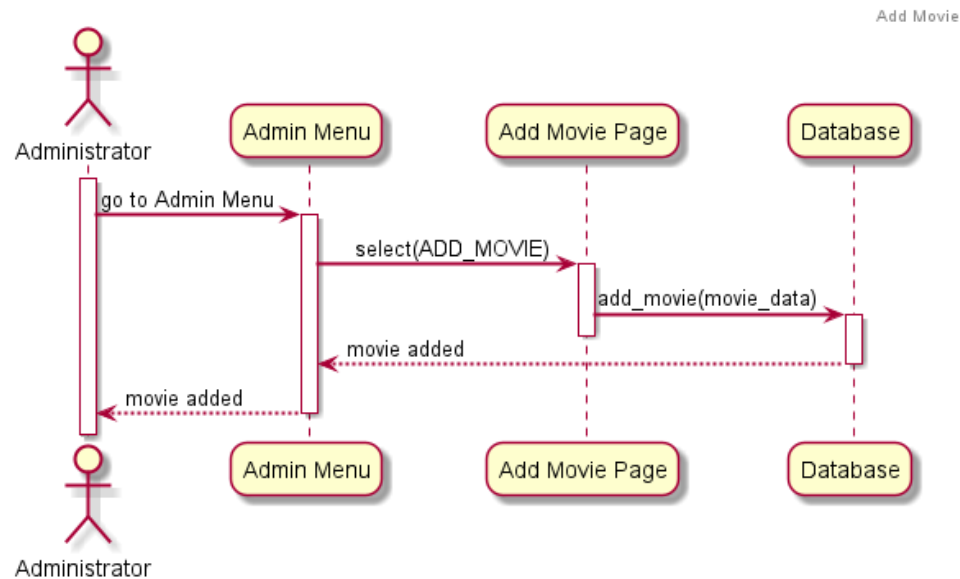 Add Movie
Administrator
Admin Menu
Add Movie Page
Database
go to Admin Menu
select(ADD_MOVIE)
add_movie(movie_data)
movie added
movie added
Admin Menu
Add Movie Page
Database
Administrator